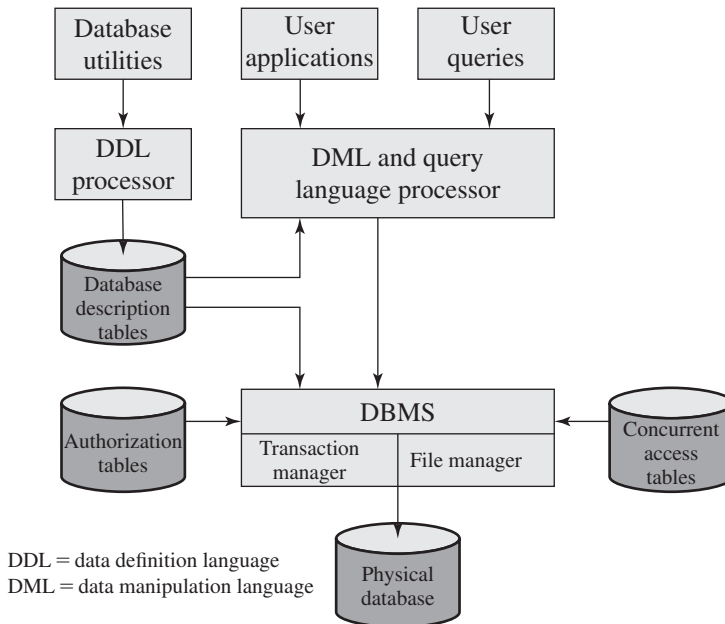 Database
utilities
User
applications
User
queries
DDL
processor
DML and query
language processor
Database
description
tables
DBMS
Transaction
manager
File manager
Authorization
tables
Concurrent
access
tables
Physical
database
DDL = data definition language
DML = data manipulation language